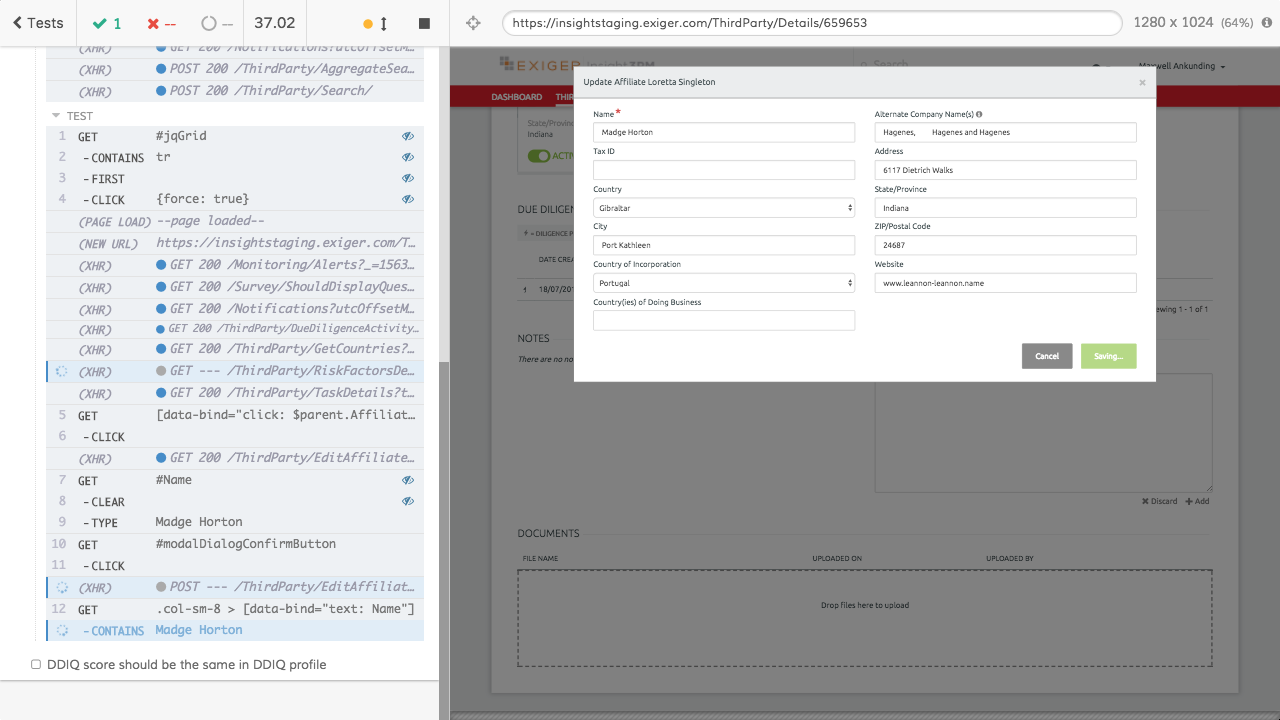 Tests
1
--
--
37.02
https://insightstaging.exiger.com/ThirdParty/Details/659653
1280 x 1024 (64%)
(XHR) GET 200 /Notifications?utcOffsetM…
(XHR) POST 200 /ThirdParty/AggregateSea…
(XHR) POST 200 /ThirdParty/Search/
TEST
1 GET #jqGrid
2 -CONTAINS tr
3 -FIRST
4 -CLICK {force: true}
(PAGE LOAD) --page loaded--
(NEW URL) https://insightstaging.exiger.com/T…
(XHR) GET 200 /Monitoring/Alerts?_=1563…
(XHR) GET 200 /Survey/ShouldDisplayQues…
(XHR) GET 200 /Notifications?utcOffsetM…
(XHR) GET 200 /ThirdParty/DueDiligenceActivity…
(XHR) GET 200 /ThirdParty/GetCountries?…
(XHR) GET --- /ThirdParty/RiskFactorsDe…
(XHR) GET 200 /ThirdParty/TaskDetails?t…
5 GET [data-bind="click: $parent.Affiliat…
6 -CLICK
(XHR) GET 200 /ThirdParty/EditAffiliate…
7 GET #Name
8 -CLEAR
9 -TYPE Madge Horton
10 GET #modalDialogConfirmButton
11 -CLICK
(XHR) POST --- /ThirdParty/EditAffiliat…
12 GET .col-sm-8 > [data-bind="text: Name"]
-CONTAINS Madge Horton
DDIQ score should be the same in DDIQ profile
EXIGER Insight 3PM
Search
Maxwell Ankunding
DASHBOARD THIR
State/Provinc
Indiana
ACTIV
DUE DILIGEN
+ DILIGENCE P
DATE CREA
18/07/201
ewing 1 - 1 of 1
NOTES
There are no no
Discard + Add
DOCUMENTS
FILE NAME UPLOADED ON UPLOADED BY
Drop files here to upload
Update Affiliate Loretta Singleton ×
Name * Alternate Company Name(s)
Madge Horton Hagenes, Hagenes and Hagenes
Tax ID Address
6117 Dietrich Walks
Country State/Province
Gibraltar Indiana
City ZIP/Postal Code
Port Kathleen 24687
Country of Incorporation Website
Portugal www.leannon-leannon.name
Country(ies) of Doing Business
Cancel Saving...